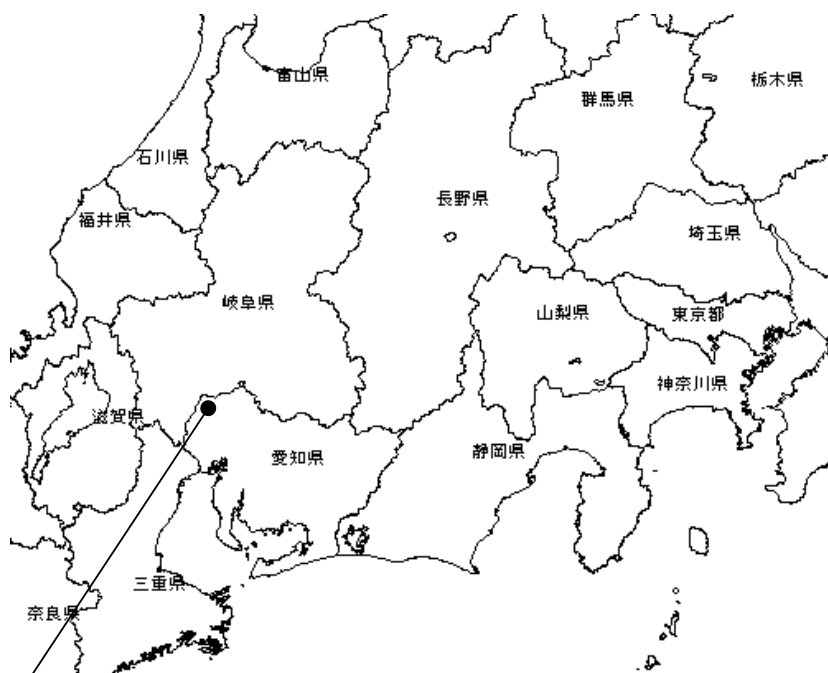 富山県
栃木県
群馬県
石川県
長野県
福井県
埼玉県
岐阜県
山梨県
東京都
神奈川県
滋賀県
静岡県
愛知県
三重県
奈良県